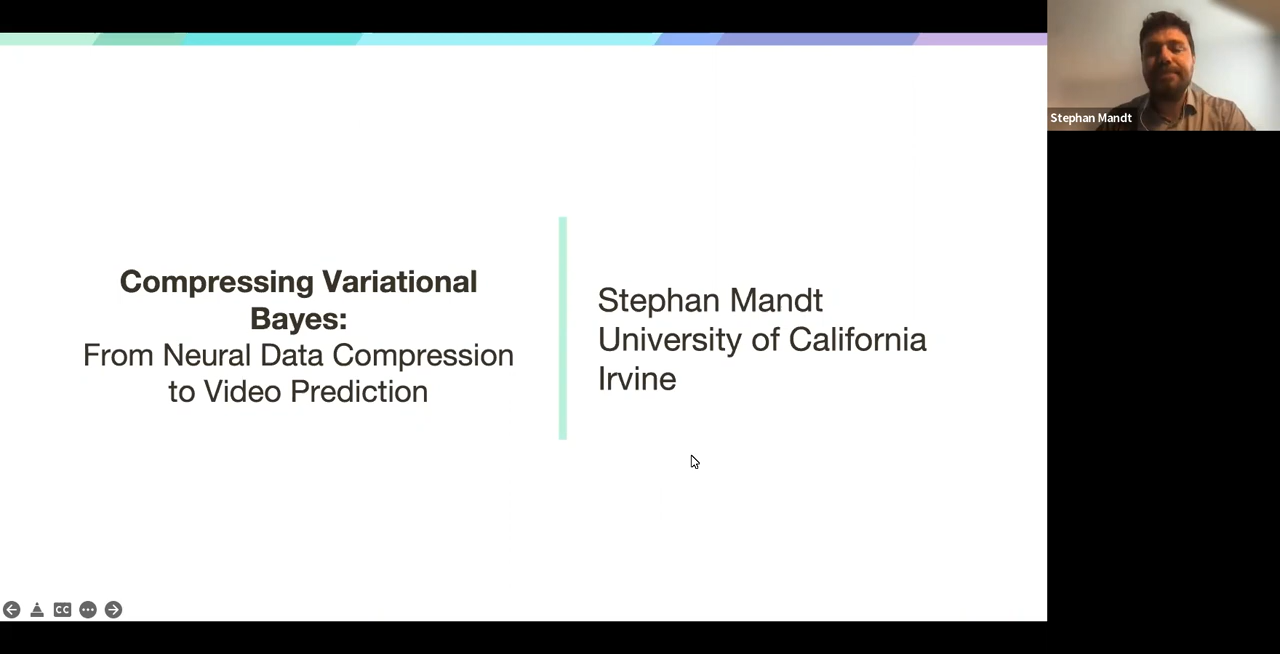 Compressing Variational
Bayes:
From Neural Data Compression
to Video Prediction
Stephan Mandt
University of California
Irvine
Stephan Mandt
CC